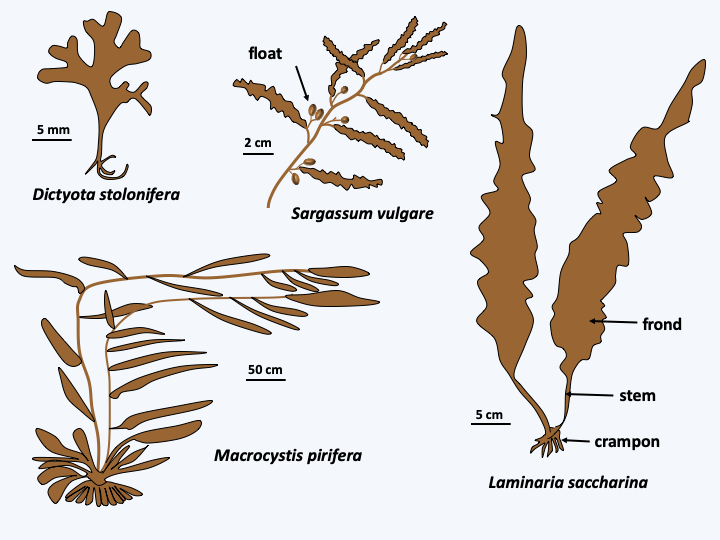 float
5 mm
2 cm
Dictyota stolonifera
Sargassum vulgare
frond
50 cm
stem
5 cm
crampon
Macrocystis pirifera
Laminaria saccharina